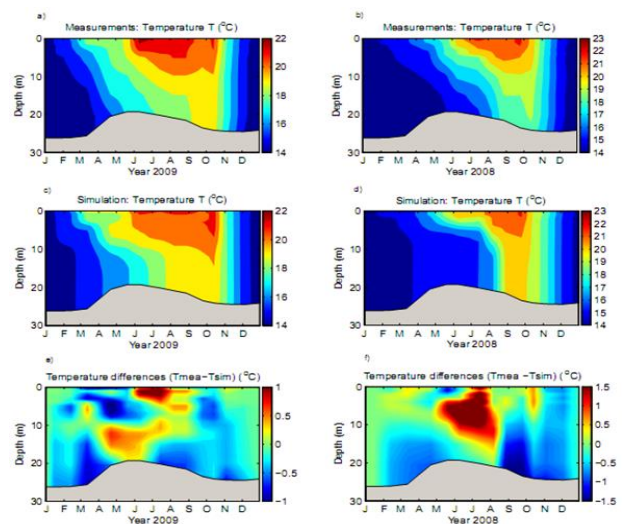 a)
Measurements: Temperature T (°C)
0
10
20
30
Depth (m)
J F M A M J J A S O N D
Year 2009
22
20
18
16
14
b)
Measurements: Temperature T (°C)
0
10
20
30
Depth (m)
J F M A M J J A S O N D
Year 2008
23
22
21
20
19
18
17
16
15
14
c)
Simulation: Temperature T (°C)
0
10
20
30
Depth (m)
J F M A M J J A S O N D
Year 2009
22
20
18
16
14
d)
Simulation: Temperature T (°C)
0
10
20
30
Depth (m)
J F M A M J J A S O N D
Year 2008
23
22
21
20
19
18
17
16
15
14
e)
Temperature differences (Tmea-Tsim) (°C)
0
10
20
30
Depth (m)
J F M A M J J A S O N D
Year 2009
1
0.5
0
-0.5
-1
f)
Temperature differences (Tmea -Tsim) (°C)
0
10
20
30
Depth (m)
J F M A M J J A S O N D
Year 2008
1.5
1
0.5
0
-0.5
-1
-1.5